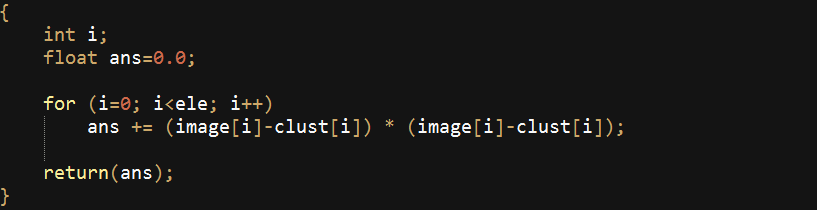 {
    int i;
    float ans=0.0;
    for (i=0; i<ele; i++)
        ans += (image[i]-clust[i]) * (image[i]-clust[i]);
    return(ans);
}